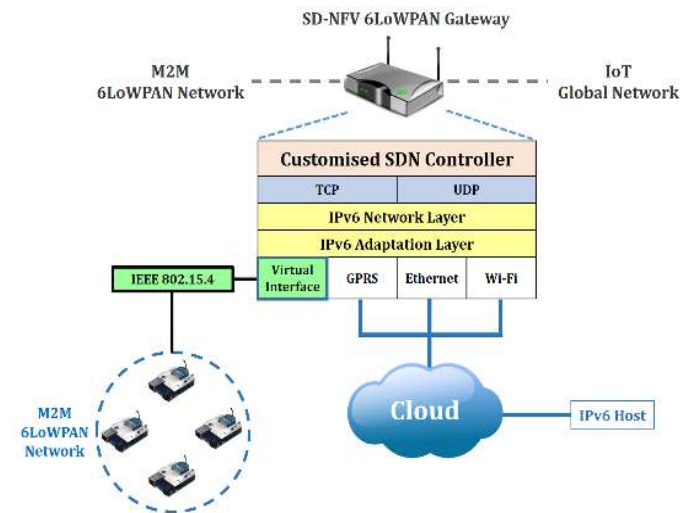 SD-NFV 6LoWPAN Gateway
M2M
6LoWPAN Network
IoT
Global Network
Customised SDN Controller
TCP
UDP
IPv6 Network Layer
IPv6 Adaptation Layer
IEEE 802.15.4
Virtual
Interface
GPRS
Ethernet
Wi-Fi
M2M
6LoWPAN
Network
Cloud
IPv6 Host